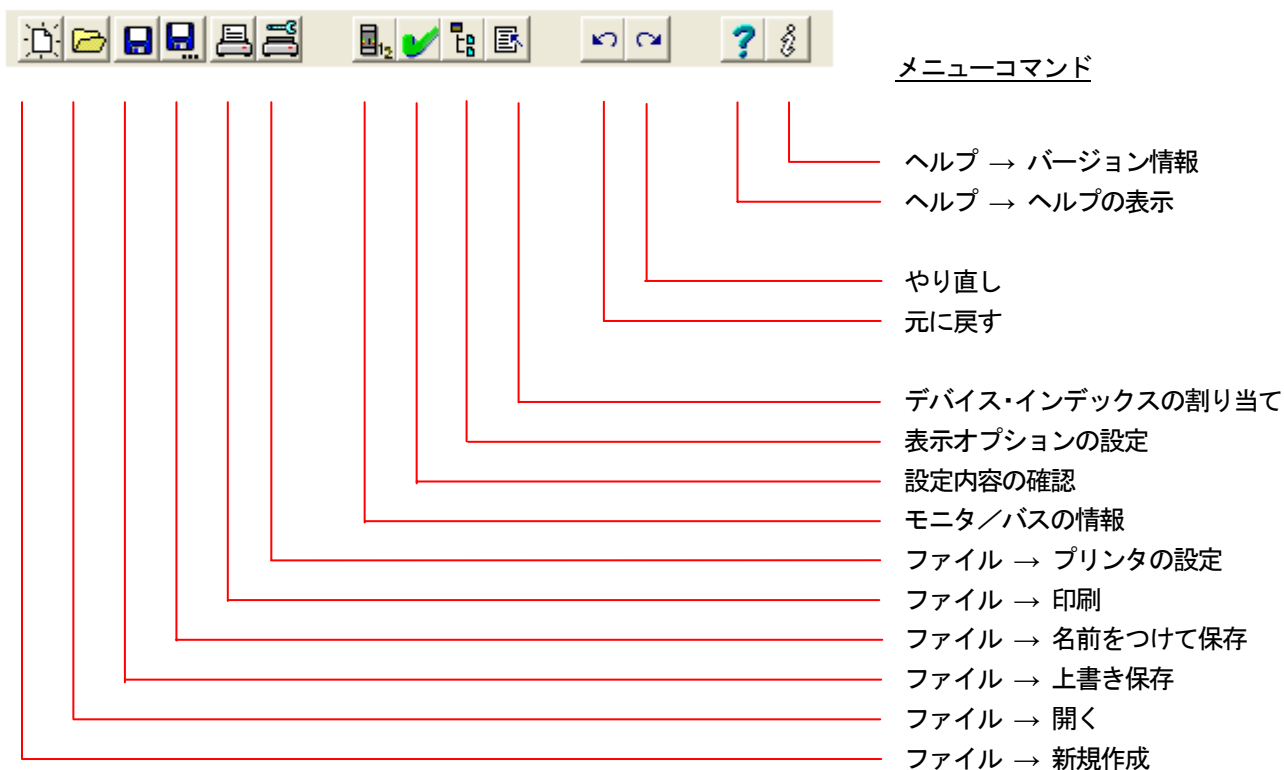 12
メニューコマンド
ヘルプ → バージョン情報
ヘルプ → ヘルプの表示
やり直し
元に戻す
デバイス・インデックスの割り当て
表示オプションの設定
設定内容の確認
モニタ／バスの情報
ファイル → プリンタの設定
ファイル → 印刷
ファイル → 名前をつけて保存
ファイル → 上書き保存
ファイル → 開く
ファイル → 新規作成